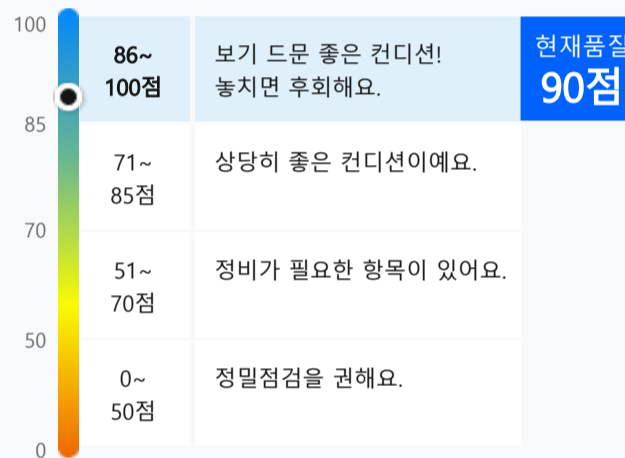 100
85
70
50
0
86~
100점
보기 드문 좋은 컨디션!
놓치면 후회해요.
현재품질
90점
71~
85점
상당히 좋은 컨디션이예요.
51~
70점
정비가 필요한 항목이 있어요.
0~
50점
정밀점검을 권해요.